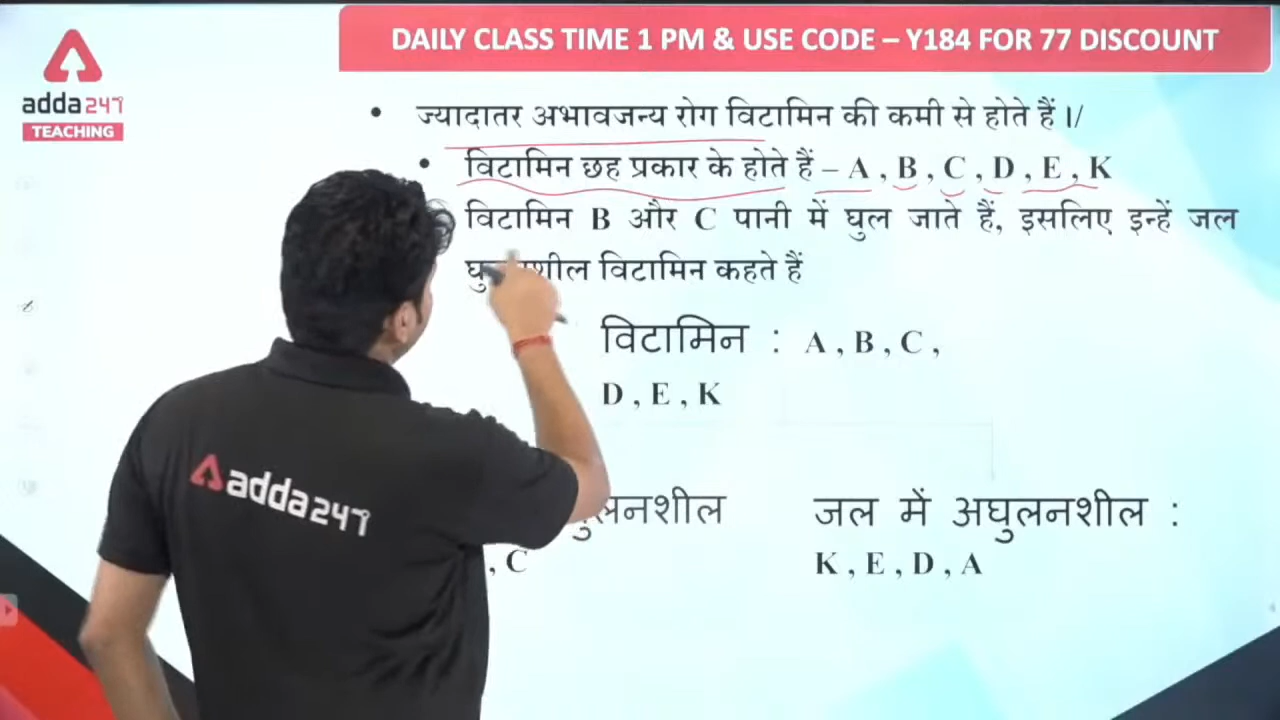 DAILY CLASS TIME 1 PM & USE CODE – Y184 FOR 77 DISCOUNT
adda247
TEACHING
• ज्यादातर अभावजन्य रोग विटामिन की कमी से होते हैं ।/
• विटामिन छह प्रकार के होते हैं – A , B , C , D , E , K
विटामिन B और C पानी में घुल जाते हैं, इसलिए इन्हें जल
विटामिन कहते हैं
विटामिन : A , B , C ,
D , E , K
जल में अघुलनशील :
, C
K , E , D , A
adda247